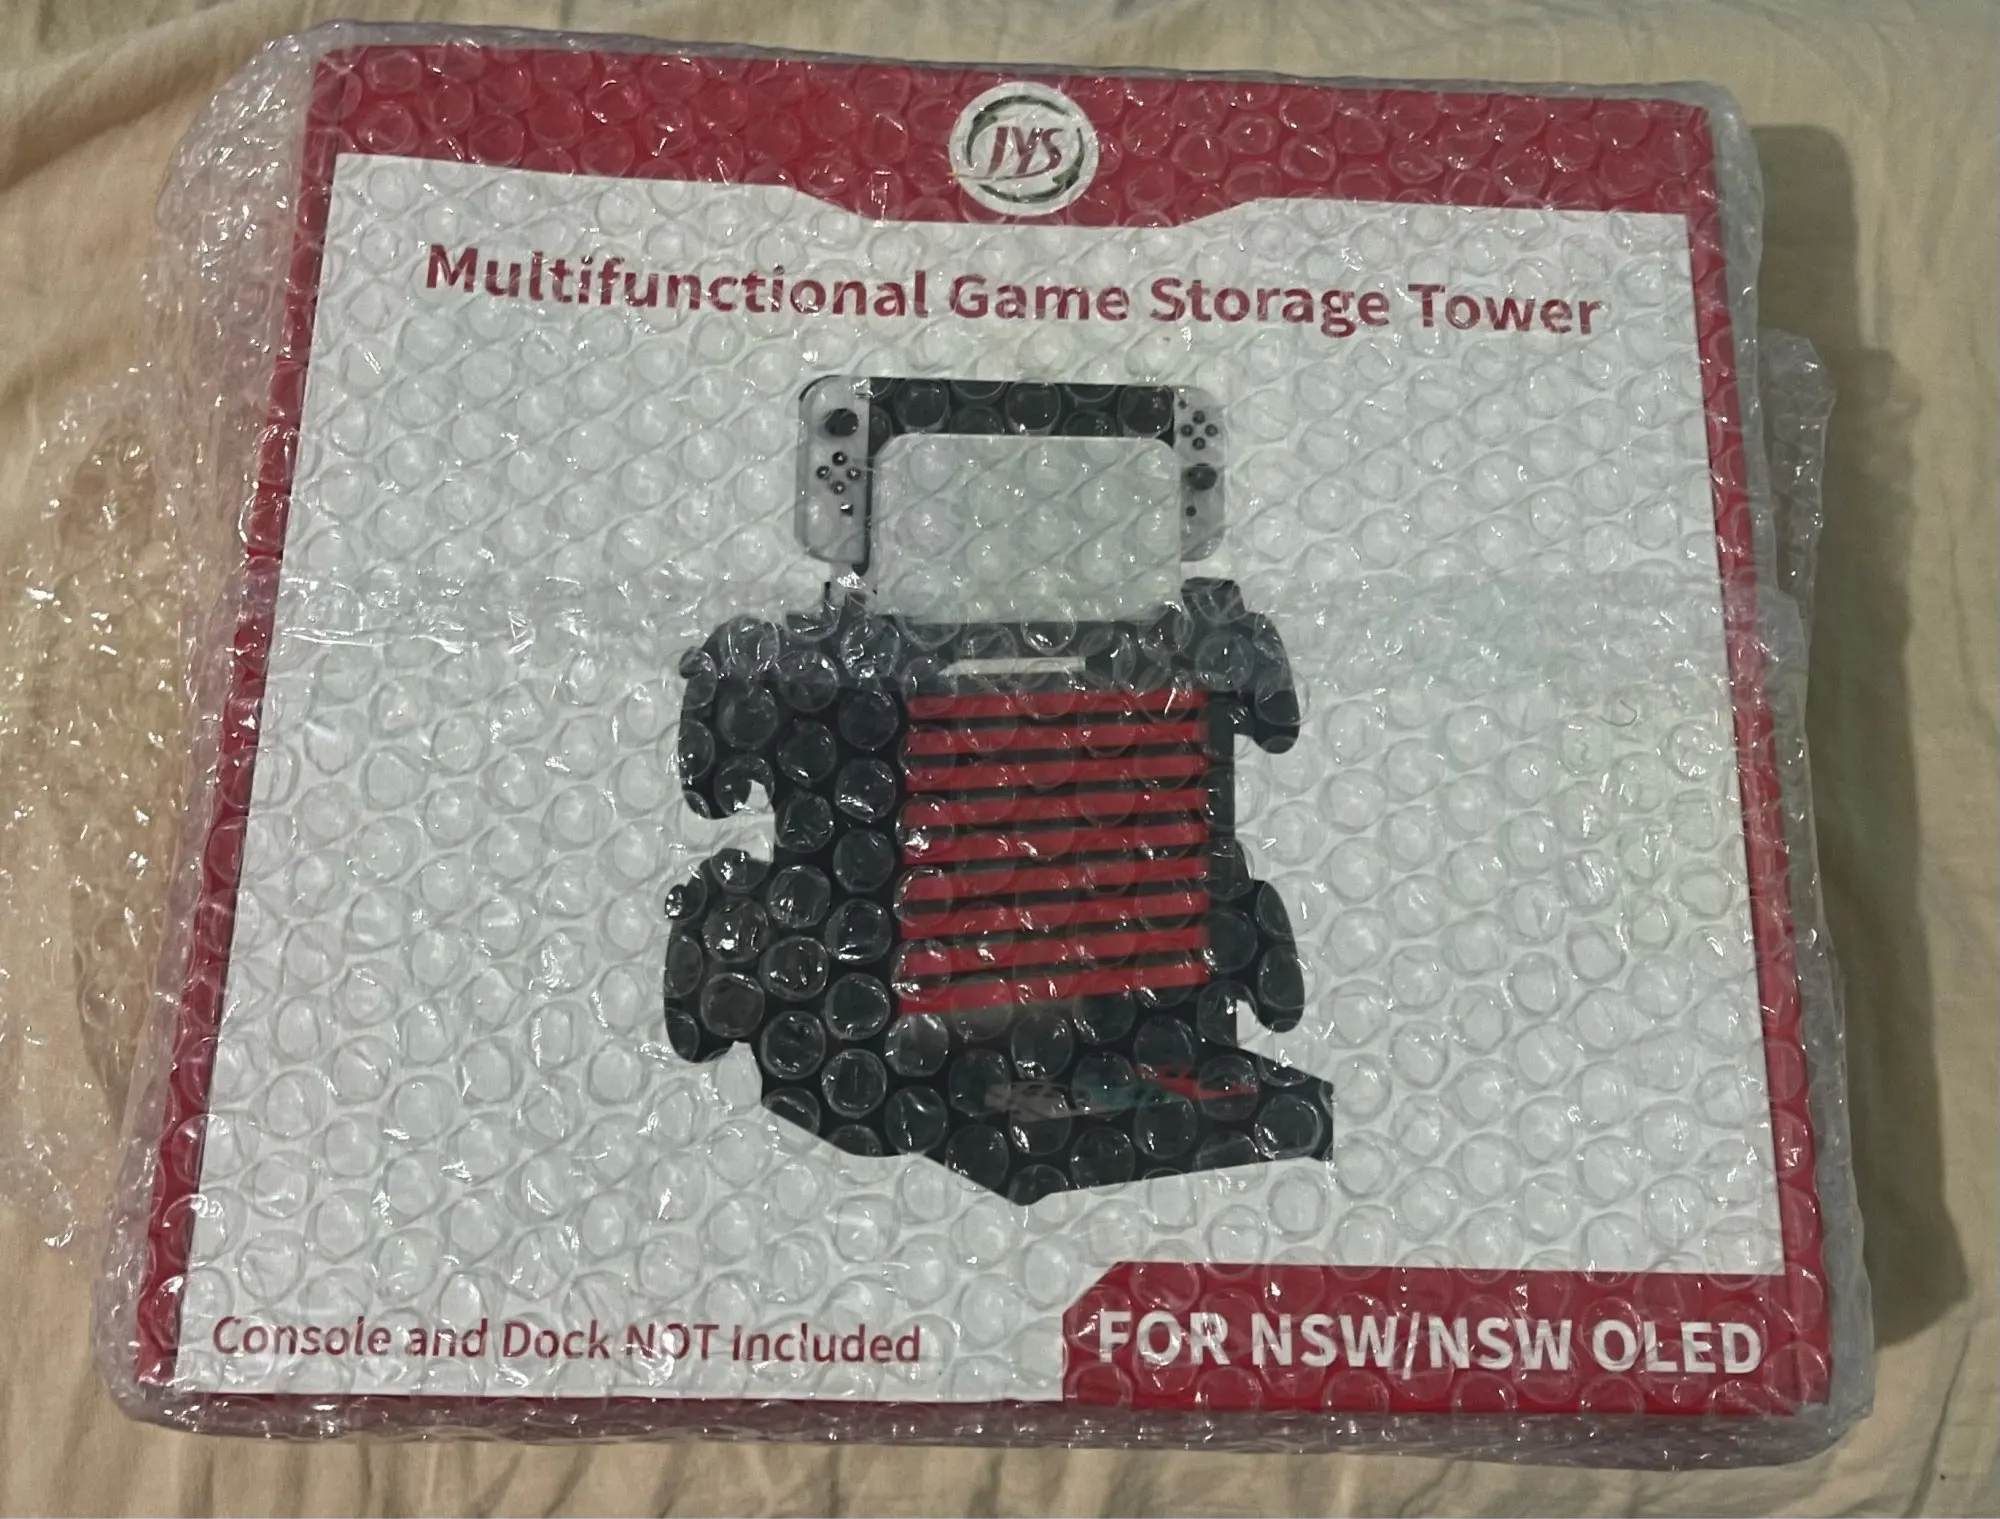 JYS
Multifunctional Game Storage Tower
Console and Dock NOT Included
FOR NSW/NSW OLED